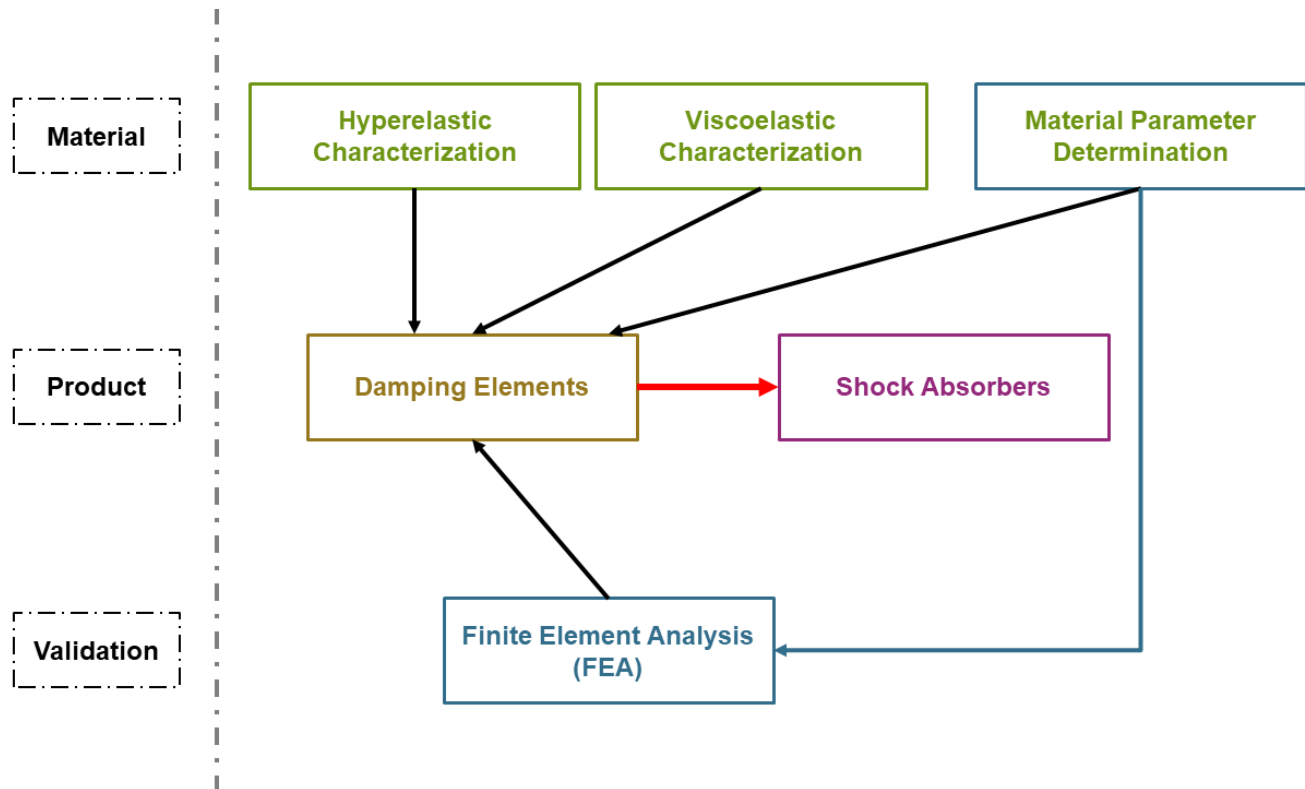 Material
Hyperelastic
Characterization
Viscoelastic
Characterization
Material Parameter
Determination
Product
Damping Elements
Shock Absorbers
Validation
Finite Element Analysis
(FEA)